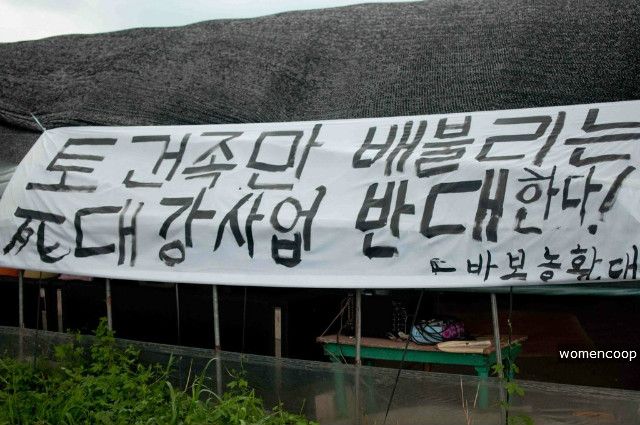 토건족만 배불리는
死대강사업 반대한다!
- 바보농활대
womencoop